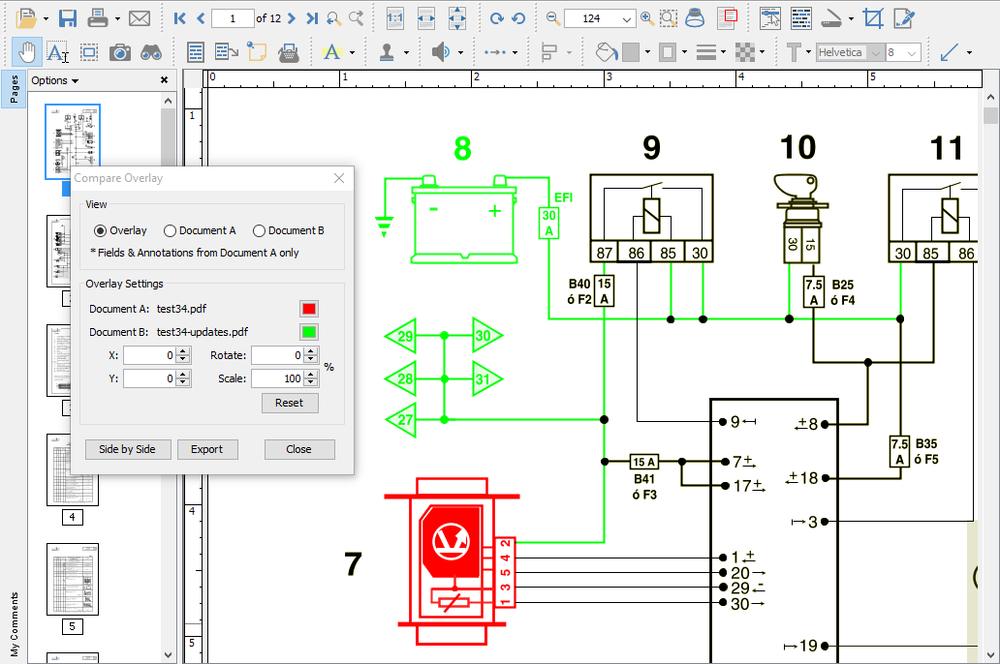 1 of 12
1:1
124
A
T Helvetica 8
Pages
Options
0 1 2 3 4 5
1
4
5
4
5
My Comments
Compare Overlay
View
Overlay Document A Document B
* Fields & Annotations from Document A only
Overlay Settings
Document A: test34.pdf
Document B: test34-updates.pdf
X: 0 Rotate: 0
Y: 0 Scale: 100 %
Reset
Side by Side Export Close
8 9 10 11
EFI
30
A
- +
87 86 85 30
30 15
30 85 86
B40
ó F2
15
A
7.5
A
B25
ó F4
29 30
28 31
27
9
±8
7.5
A
B35
ó F5
15 A
B41
ó F3
7±
17±
±18
3
7
2
4
5
3
1
1±
20
29
30
19